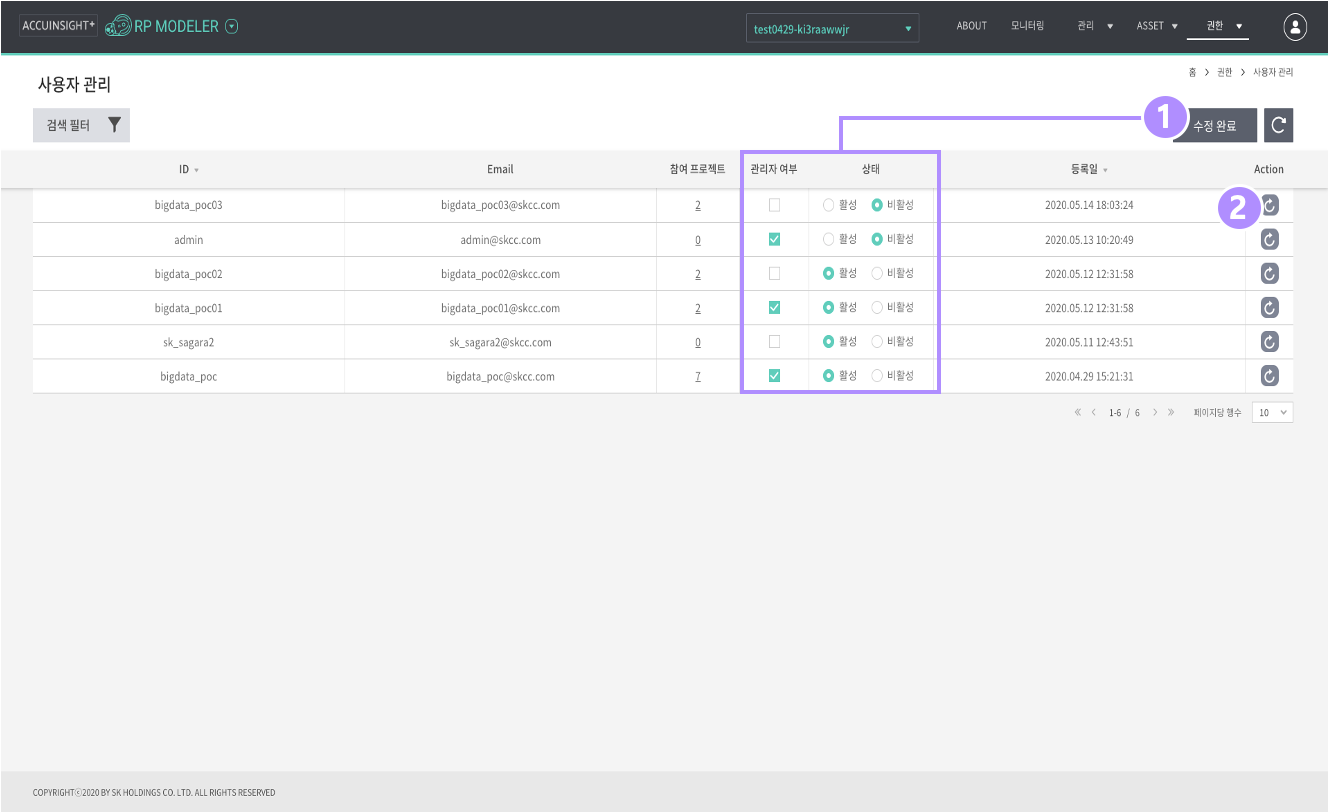 ACCUINSIGHT+ RP MODELER test0429-ki3raawwjr ABOUT 모니터링 관리 ASSET 권한
홈 > 권한 > 사용자 관리
사용자 관리
검색 필터 1 수정 완료
ID Email 참여 프로젝트 관리자 여부 상태 등록일 Action
bigdata_poc03 bigdata_poc03@skcc.com 2 활성 비활성 2020.05.14 18:03:24 2
admin admin@skcc.com 0 활성 비활성 2020.05.13 10:20:49
bigdata_poc02 bigdata_poc02@skcc.com 2 활성 비활성 2020.05.12 12:31:58
bigdata_poc01 bigdata_poc01@skcc.com 2 활성 비활성 2020.05.12 12:31:58
sk_sagara2 sk_sagara2@skcc.com 0 활성 비활성 2020.05.11 12:43:51
bigdata_poc bigdata_poc@skcc.com 7 활성 비활성 2020.04.29 15:21:31
« < 1-6 / 6 > » 페이지당 행수 10
COPYRIGHTⓒ2020 BY SK HOLDINGS CO. LTD. ALL RIGHTS RESERVED